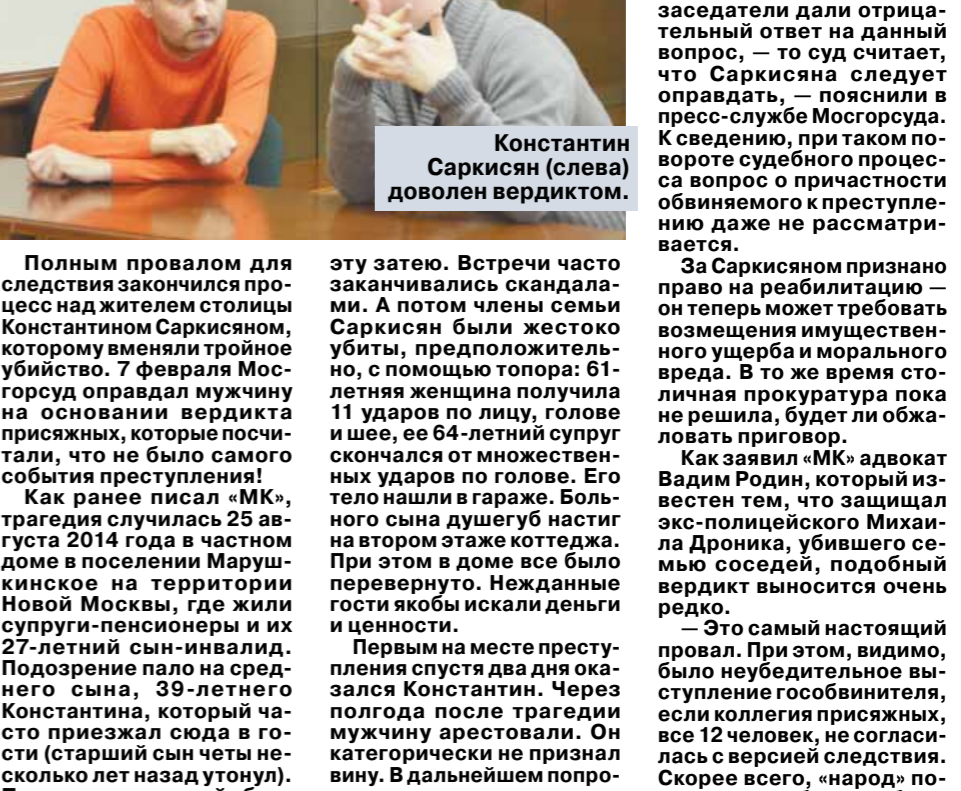 Константин
Саркисян (слева)
доволен вердиктом.
Полным провалом для
следствия закончился про-
цесс над жителем столицы
Константином Саркисяном,
которому вменяли тройное
убийство. 7 февраля Мос-
горсуд оправдал мужчину
на основании вердикта
присяжных, которые посчи-
тали, что не было самого
события преступления!
Как ранее писал «МК»,
трагедия случилась 25 ав-
густа 2014 года в частном
доме в поселении Маруш-
кинское на территории
Новой Москвы, где жили
супруги-пенсионеры и их
27-летний сын-инвалид.
Подозрение пало на сред-
него сына, 39-летнего
Константина, который ча-
сто приезжал сюда в го-
сти (старший сын четы не-
сколько лет назад утонул).
эту затею. Встречи часто
заканчивались скандала-
ми. А потом члены семьи
Саркисян были жестоко
убиты, предположитель-
но, с помощью топора: 61-
летняя женщина получила
11 ударов по лицу, голове
и шее, ее 64-летний супруг
скончался от множествен-
ных ударов по голове. Его
тело нашли в гараже. Боль-
ного сына душегуб настиг
на втором этаже коттеджа.
При этом в доме все было
перевернуто. Нежданные
гости якобы искали деньги
и ценности.
Первым на месте престу-
пления спустя два дня ока-
зался Константин. Через
полгода после трагедии
мужчину арестовали. Он
категорически не признал
вину. В дальнейшем попро-
заседатели дали отрица-
тельный ответ на данный
вопрос, — то суд считает,
что Саркисяна следует
оправдать, — пояснили в
пресс-службе Мосгорсуда.
К сведению, при таком по-
вороте судебного процес-
са вопрос о причастности
обвиняемого к преступле-
нию даже не рассматри-
вается.
За Саркисяном признано
право на реабилитацию —
он теперь может требовать
возмещения имуществен-
ного ущерба и морального
вреда. В то же время сто-
личная прокуратура пока
не решила, будет ли обжа-
ловать приговор.
Как заявил «МК» адвокат
Вадим Родин, который из-
вестен тем, что защищал
экс-полицейского Михаи-
ла Дроника, убившего се-
мью соседей, подобный
вердикт выносится очень
редко.
— Это самый настоящий
провал. При этом, видимо,
было неубедительное вы-
ступление гособвинителя,
если коллегия присяжных,
все 12 человек, не согласи-
лась с версией следствия.
Скорее всего, «народ» по-